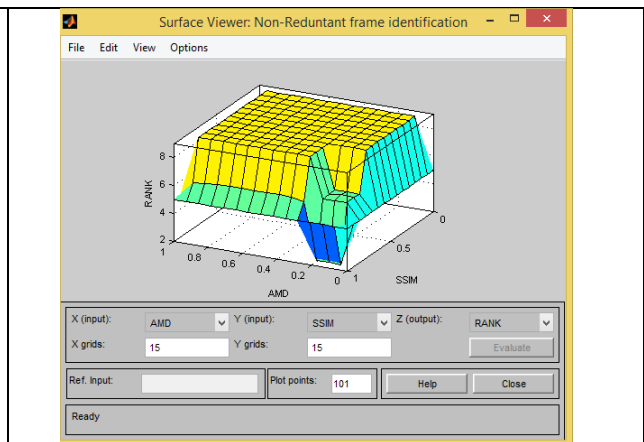 Surface Viewer: Non-Reduntant frame identification
File Edit View Options
8
6
4
2
RANK
1 0.8 0.6 0.4 0.2 0
AMD
1 0.5 0
SSIM
X (input): AMD Y (input): SSIM Z (output): RANK
X grids: 15 Y grids: 15 Evaluate
Ref. Input: Plot points: 101 Help Close
Ready